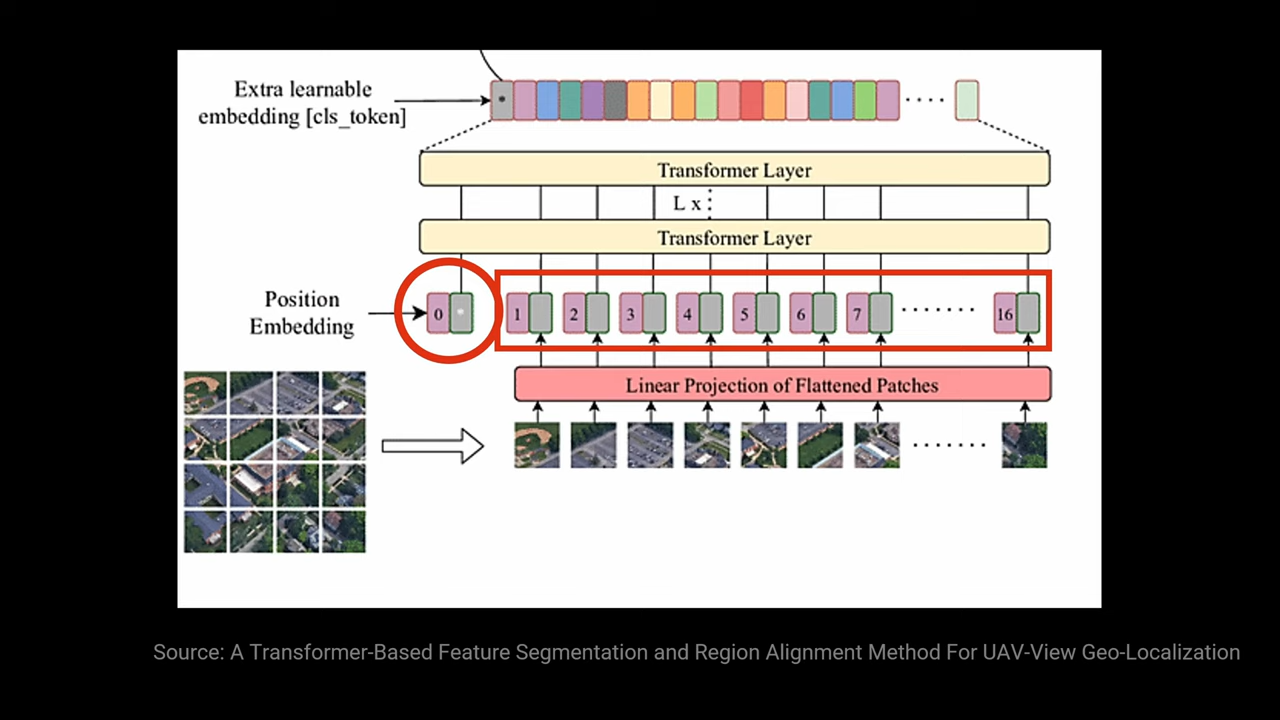 Extra learnable
embedding [cls_token]
Transformer Layer
L x
Transformer Layer
Position
Embedding
0 * 1 2 3 4 5 6 7 16
Linear Projection of Flattened Patches
Source: A Transformer-Based Feature Segmentation and Region Alignment Method For UAV-View Geo-Localization